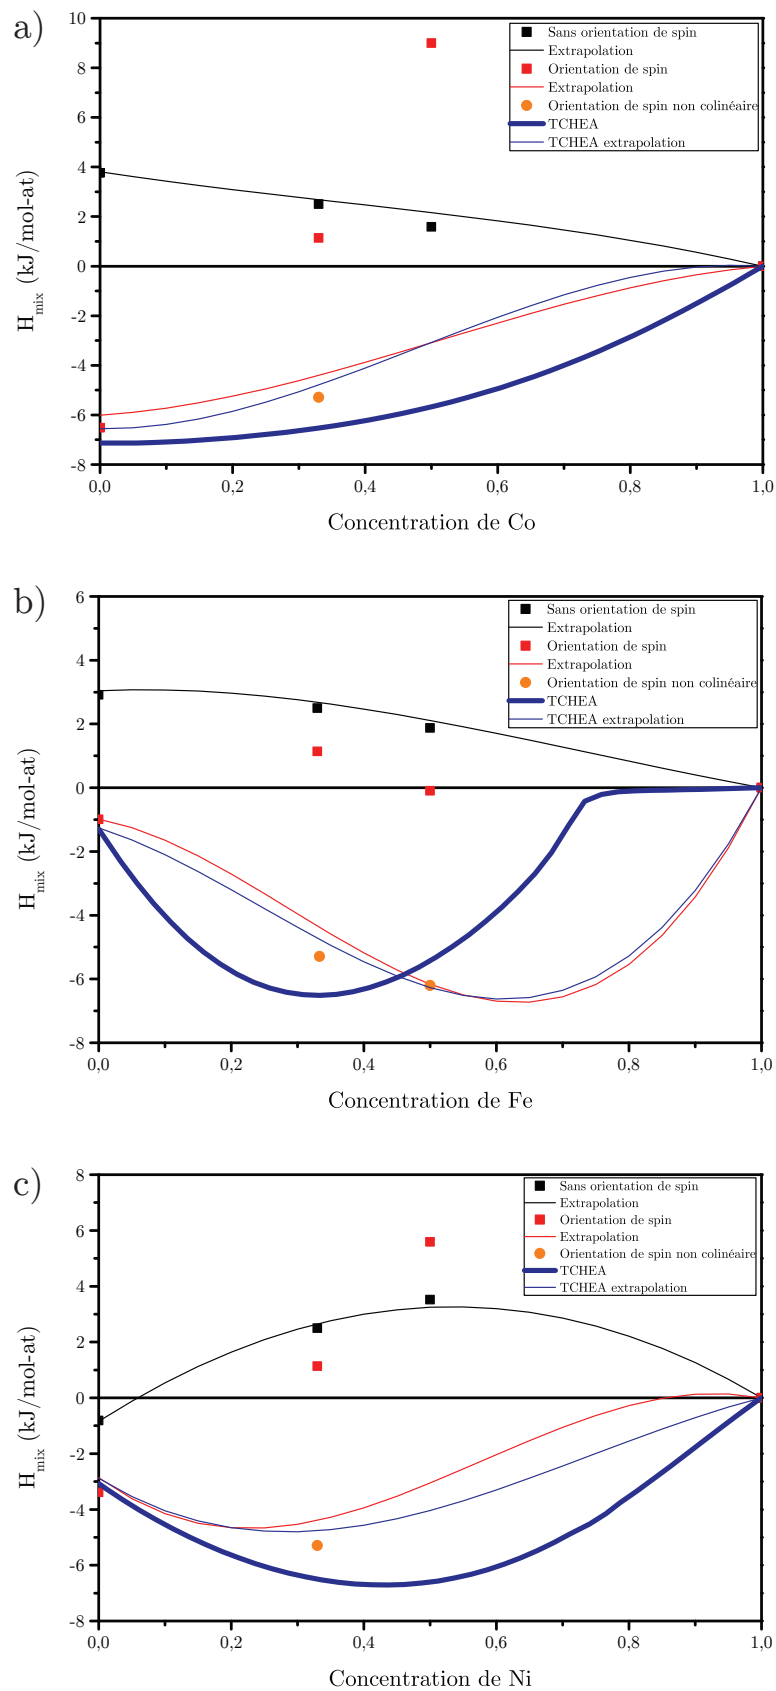 a)
10
8
6
4
2
0
-2
-4
-6
-8
H_mix (kJ/mol-at)
Sans orientation de spin
Extrapolation
Orientation de spin
Extrapolation
Orientation de spin non colinéaire
TCHEA
TCHEA extrapolation
0,0 0,2 0,4 0,6 0,8 1,0
Concentration de Co
b)
6
4
2
0
-2
-4
-6
-8
H_mix (kJ/mol-at)
Sans orientation de spin
Extrapolation
Orientation de spin
Extrapolation
Orientation de spin non colinéaire
TCHEA
TCHEA extrapolation
0,0 0,2 0,4 0,6 0,8 1,0
Concentration de Fe
c)
8
6
4
2
0
-2
-4
-6
-8
H_mix (kJ/mol-at)
Sans orientation de spin
Extrapolation
Orientation de spin
Extrapolation
Orientation de spin non colinéaire
TCHEA
TCHEA extrapolation
0,0 0,2 0,4 0,6 0,8 1,0
Concentration de Ni